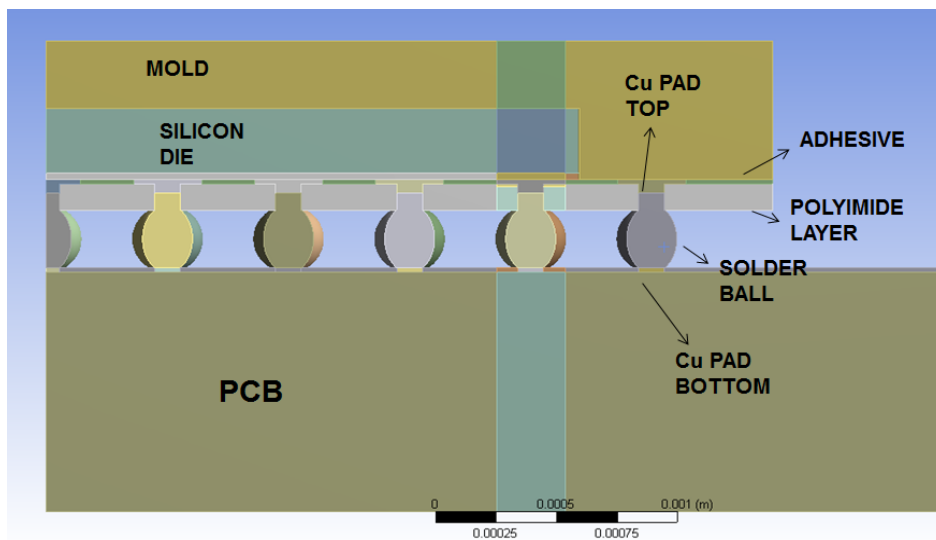 MOLD
Cu PAD
TOP
SILICON
DIE
ADHESIVE
POLYIMIDE
LAYER
SOLDER
BALL
Cu PAD
BOTTOM
PCB
0
0.0005
0.001 (m)
0.00025
0.00075